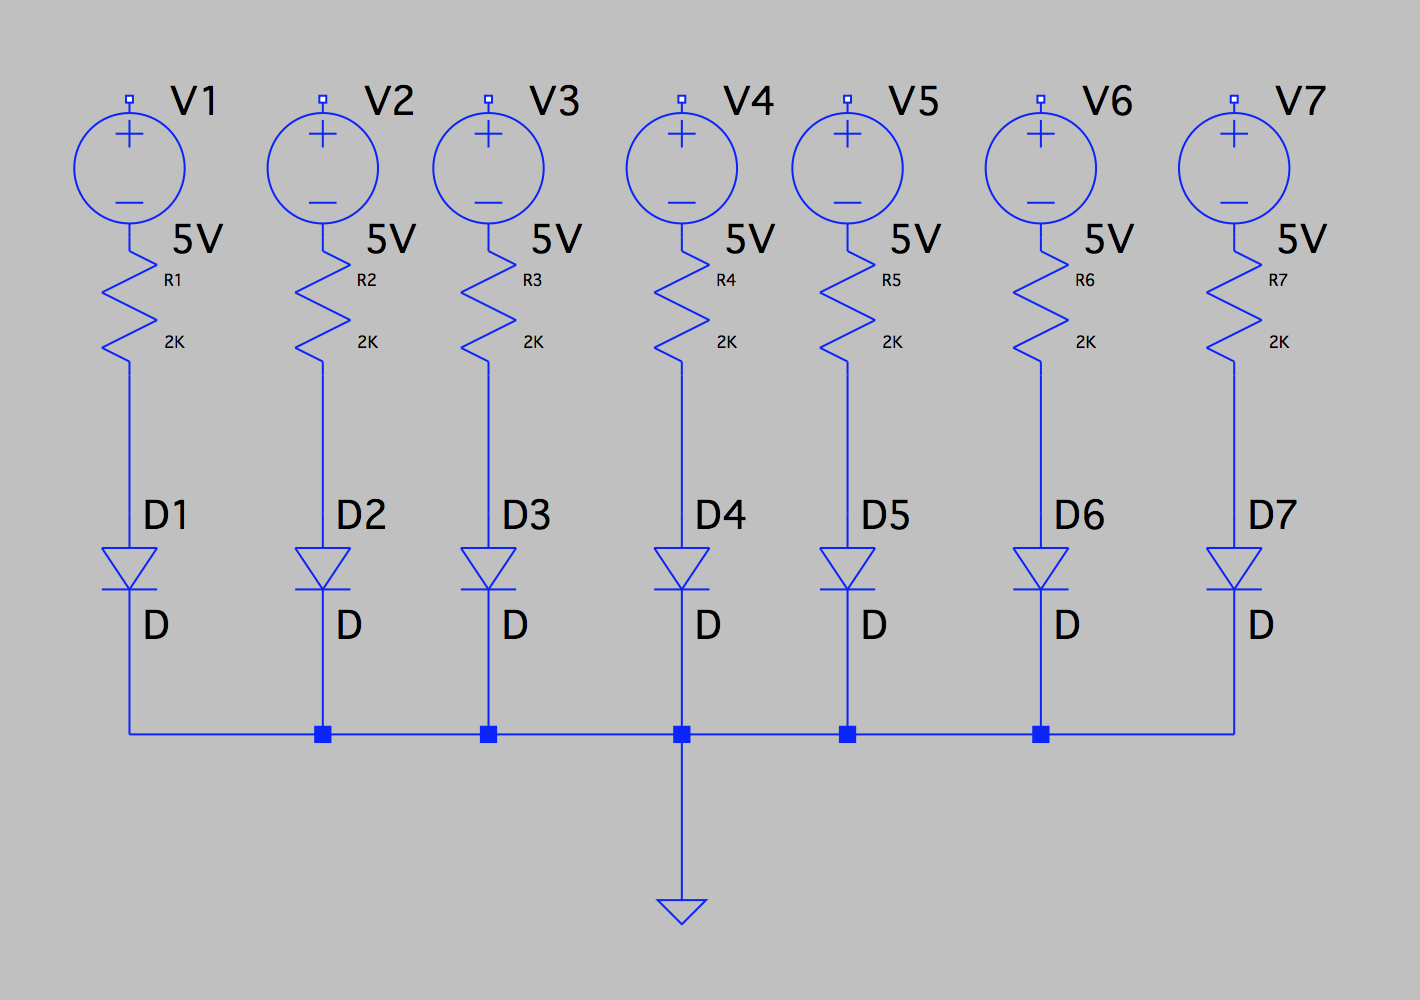 V1 V2 V3 V4 V5 V6 V7
5V 5V 5V 5V 5V 5V 5V
R1 R2 R3 R4 R5 R6 R7
2K 2K 2K 2K 2K 2K 2K
D1 D2 D3 D4 D5 D6 D7
D D D D D D D